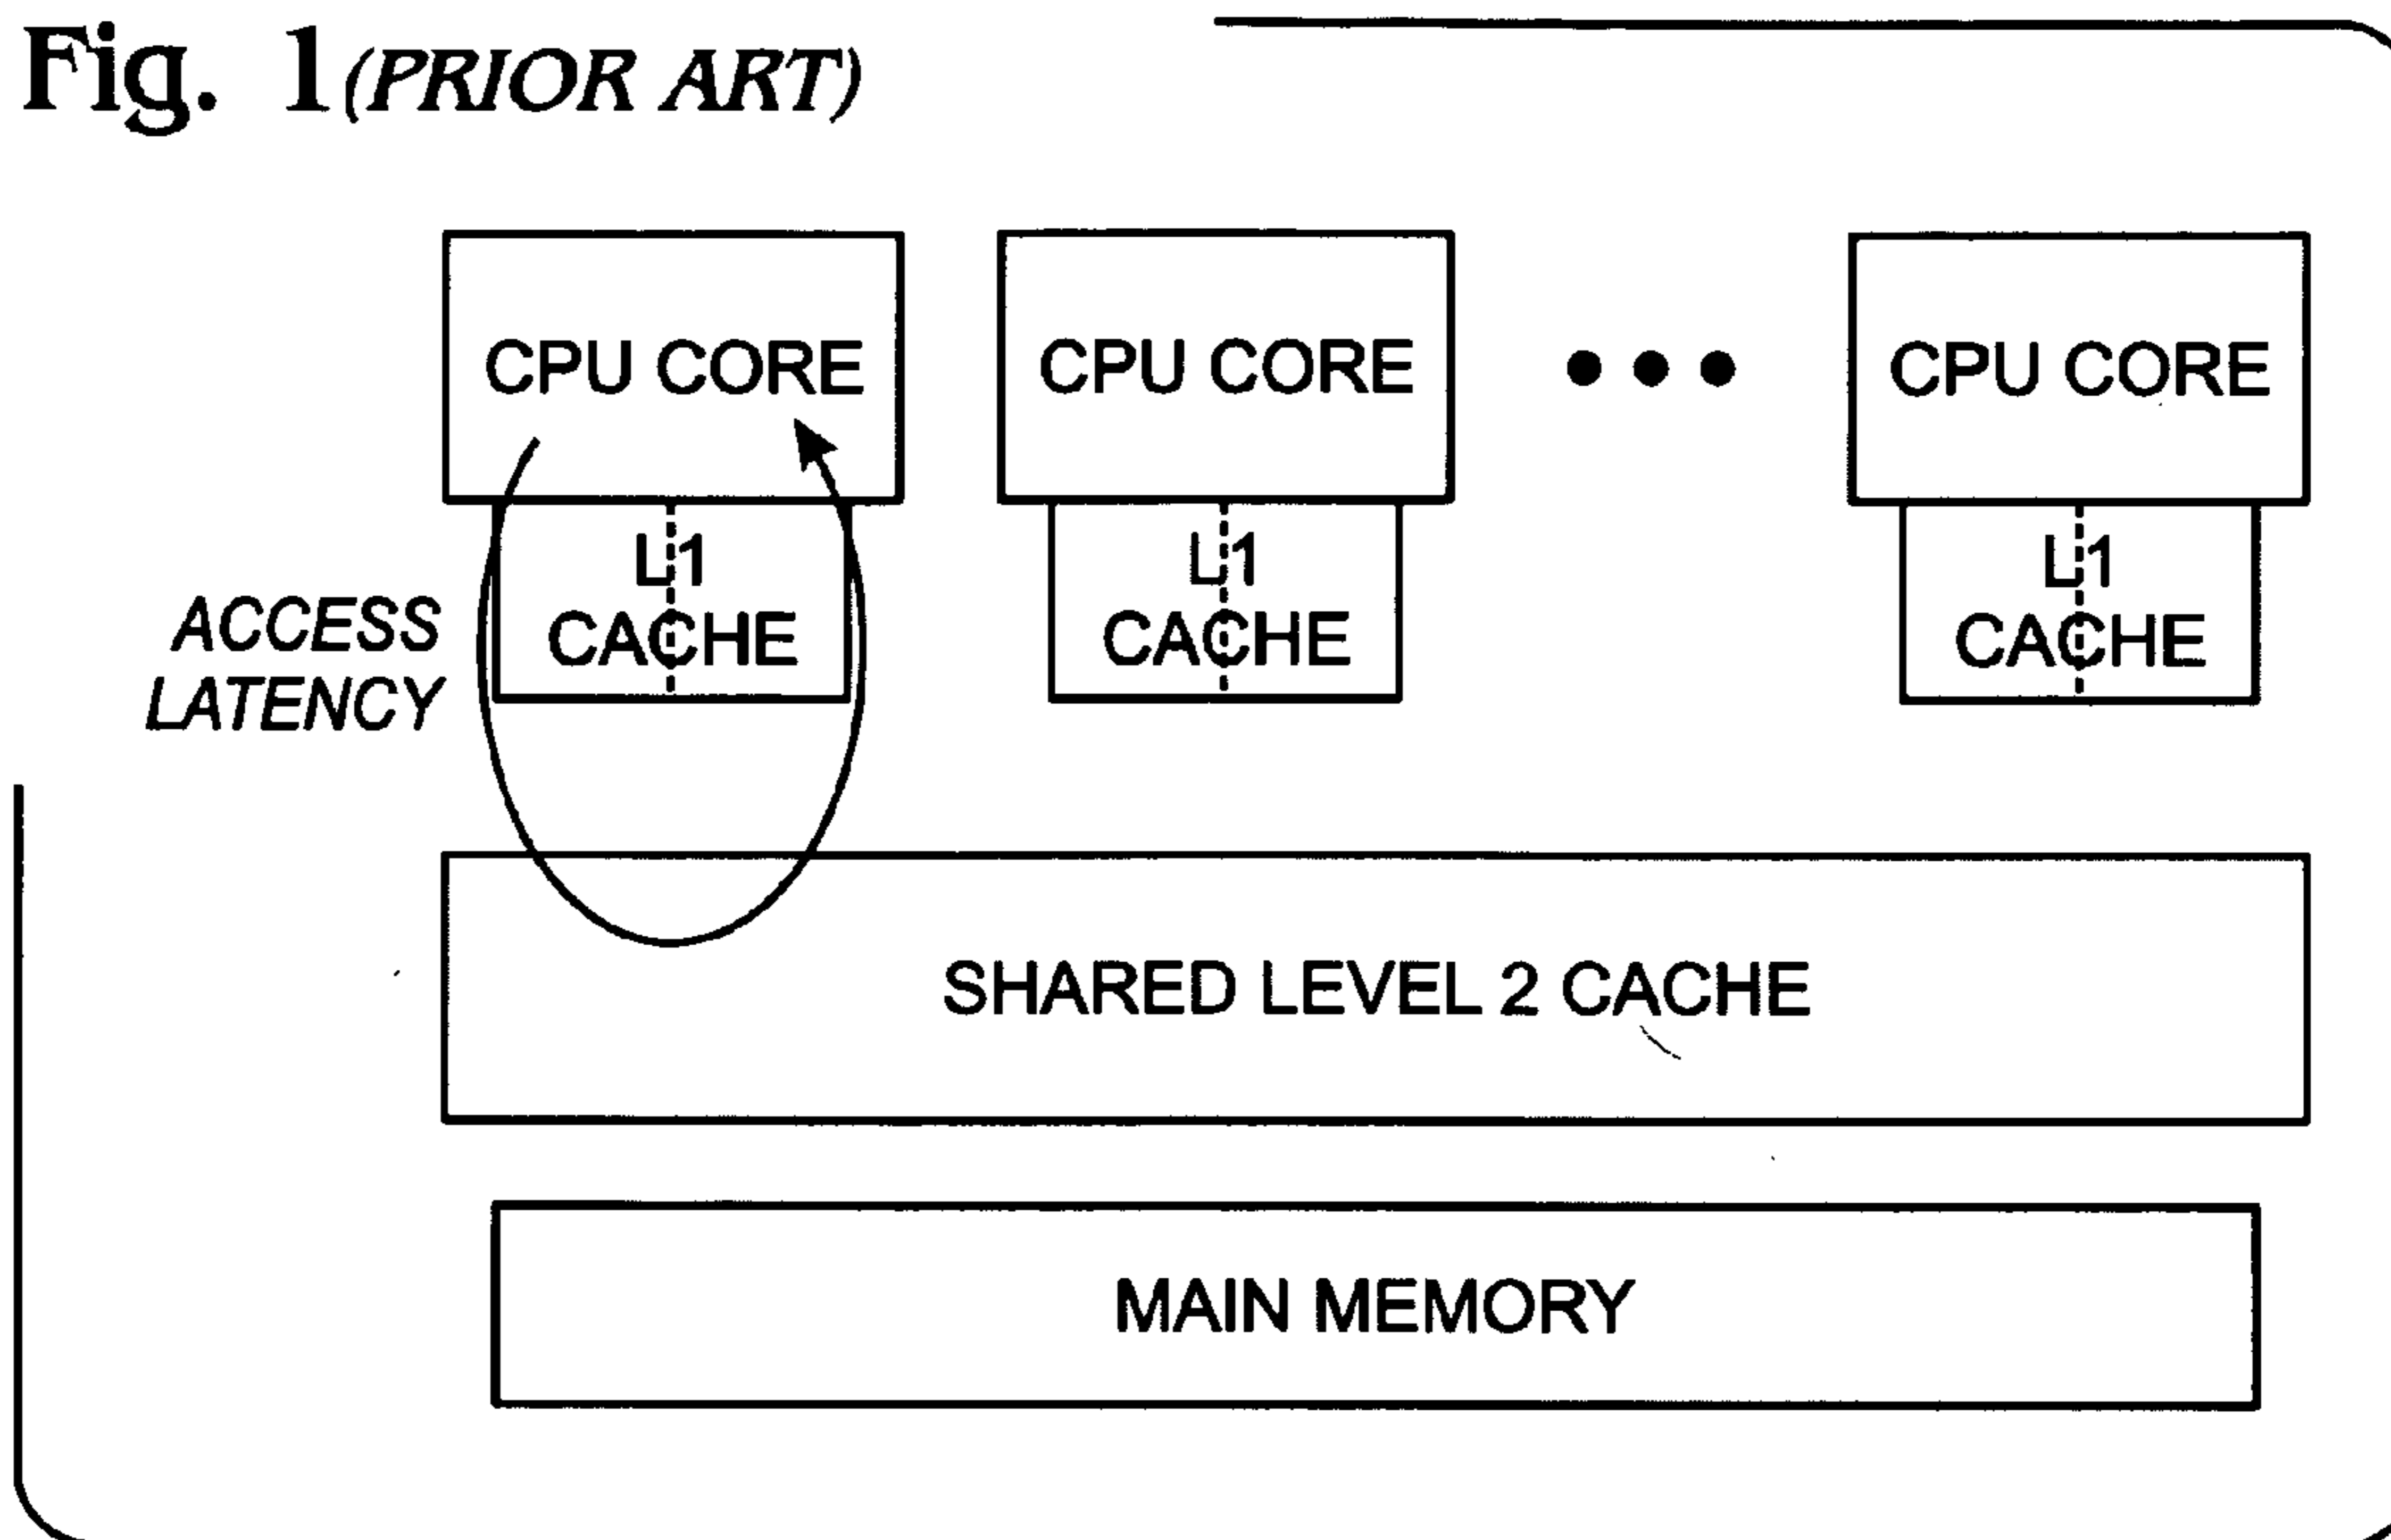 Fig. 1 (PRIOR ART)
CPU CORE
CPU CORE
CPU CORE
L1
CACHE
L1
CACHE
L1
CACHE
ACCESS
LATENCY
SHARED LEVEL 2 CACHE
MAIN MEMORY